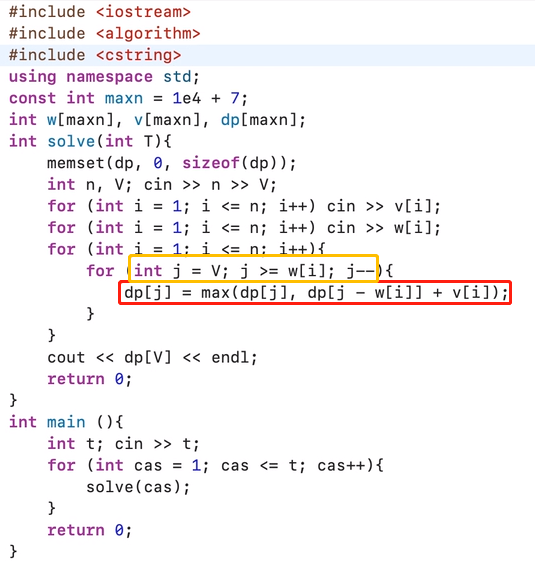 #include <iostream>
#include <algorithm>
#include <cstring>
using namespace std;
const int maxn = 1e4 + 7;
int w[maxn], v[maxn], dp[maxn];
int solve(int T){
    memset(dp, 0, sizeof(dp));
    int n, V; cin >> n >> V;
    for (int i = 1; i <= n; i++) cin >> v[i];
    for (int i = 1; i <= n; i++) cin >> w[i];
    for (int i = 1; i <= n; i++){
        for (int j = V; j >= w[i]; j--){
            dp[j] = max(dp[j], dp[j - w[i]] + v[i]);
        }
    }
    cout << dp[V] << endl;
    return 0;
}
int main (){
    int t; cin >> t;
    for (int cas = 1; cas <= t; cas++){
        solve(cas);
    }
    return 0;
}